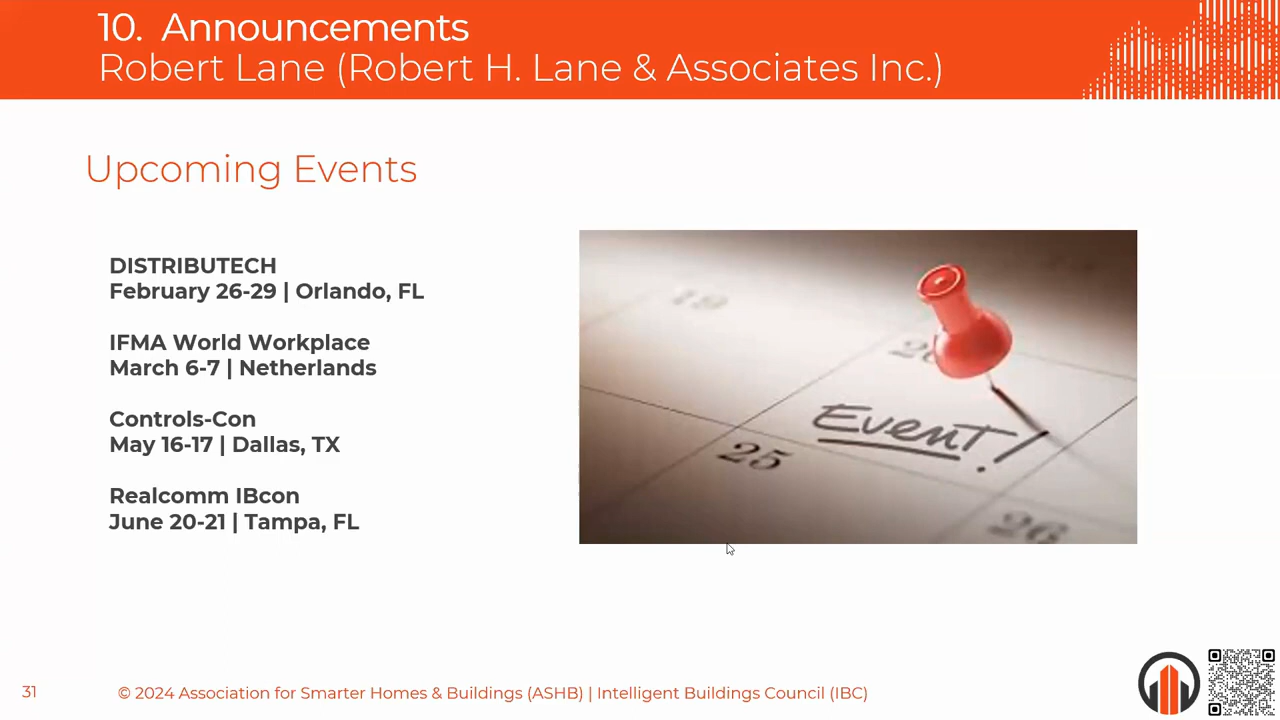 10. Announcements
Robert Lane (Robert H. Lane & Associates Inc.)
Upcoming Events
DISTRIBUTECH
February 26-29 | Orlando, FL
IFMA World Workplace
March 6-7 | Netherlands
Controls-Con
May 16-17 | Dallas, TX
Realcomm IBcon
June 20-21 | Tampa, FL
19
Event!
25
26
31
© 2024 Association for Smarter Homes & Buildings (ASHB) | Intelligent Buildings Council (IBC)